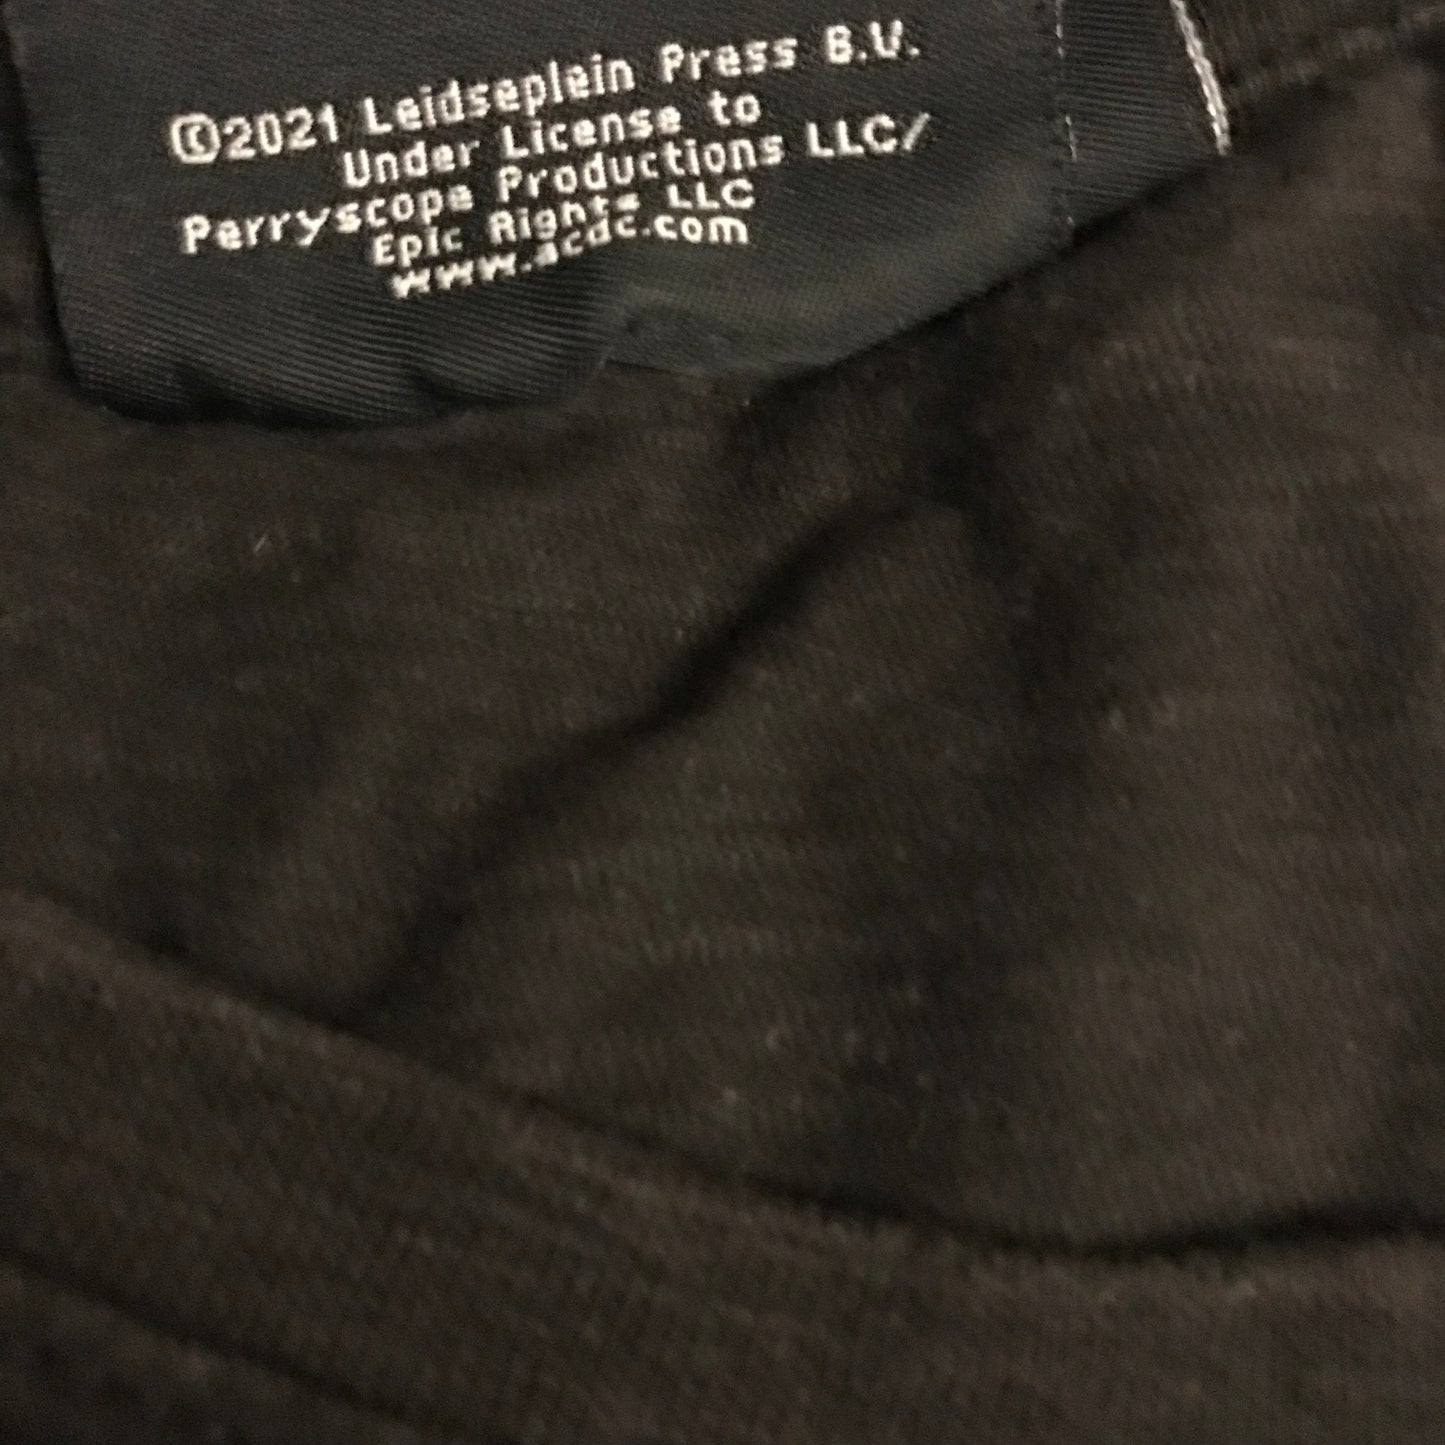 ©2021 Leidseplein Press B.V.
Under License to
Perryscope Productions LLC/
Epic Rights LLC
www.acdc.com